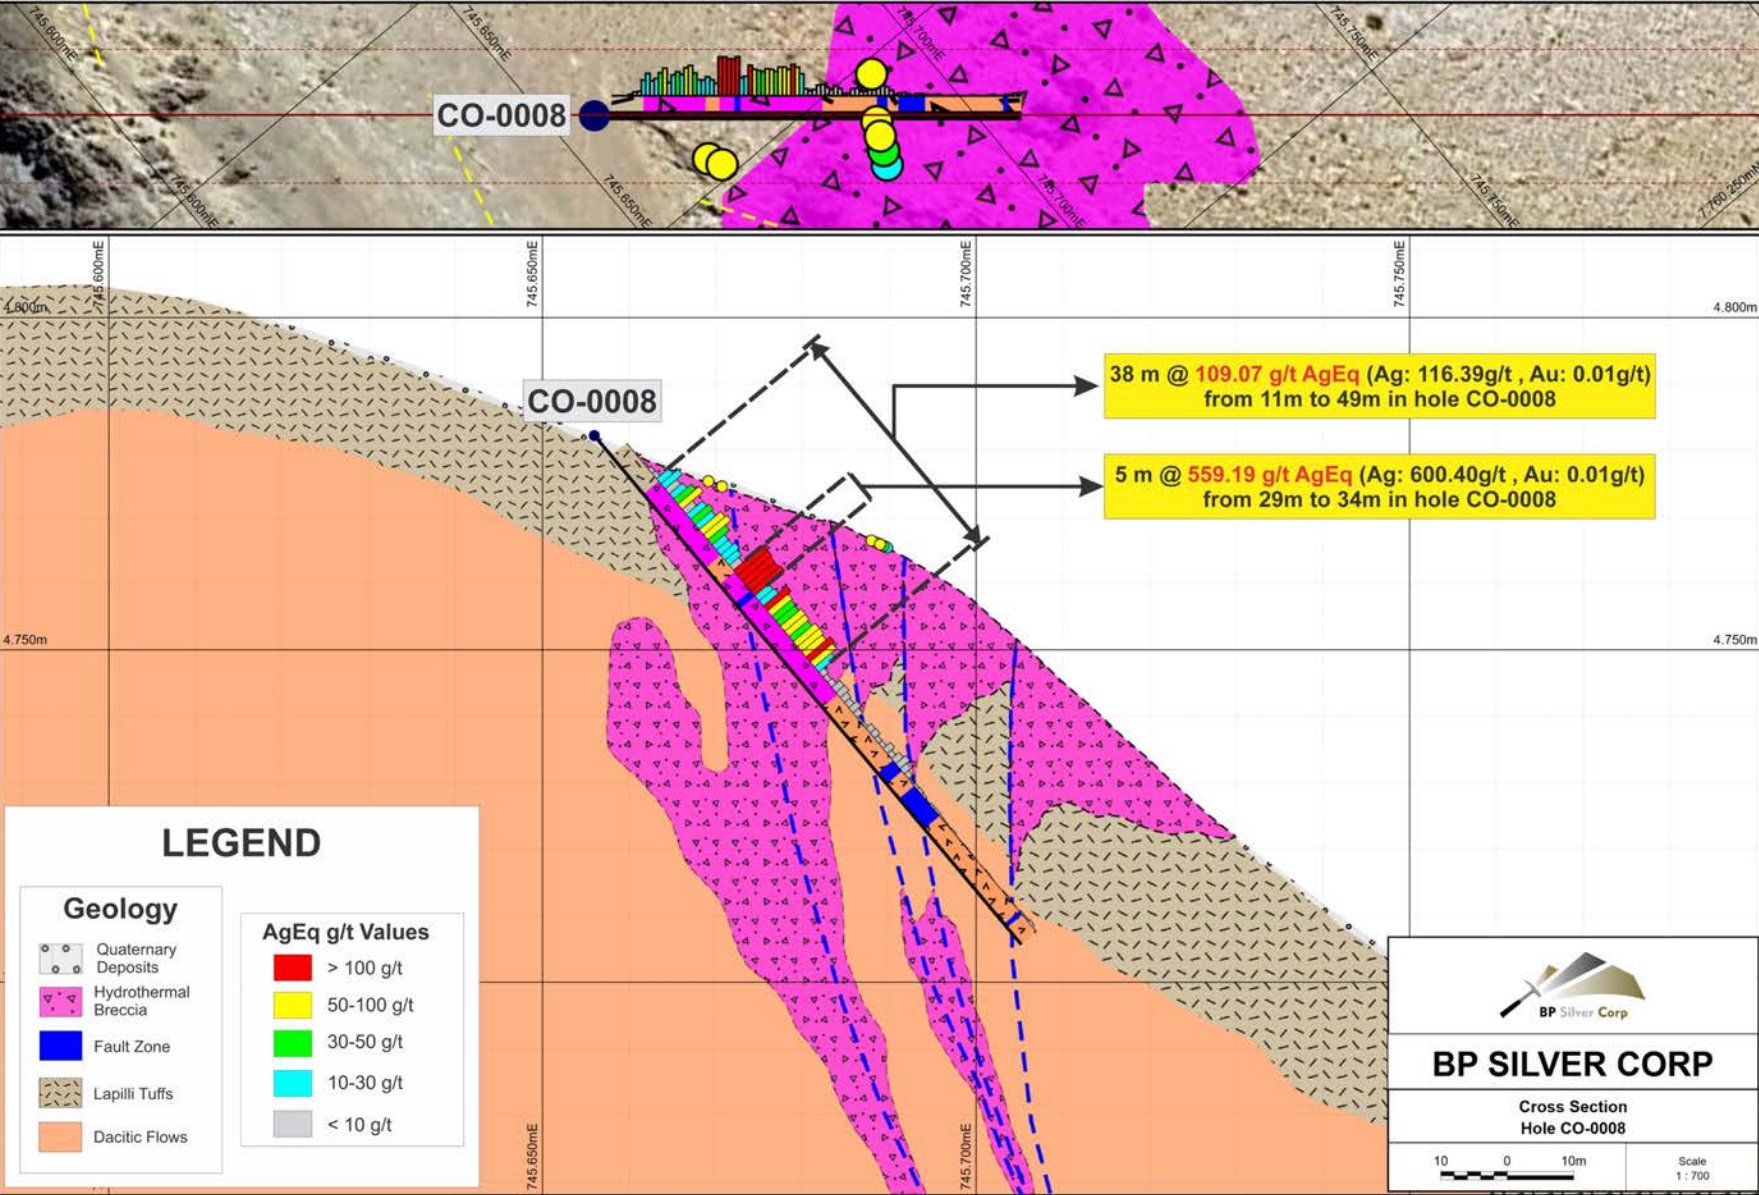 745.600mE
745.650mE
745.700mE
745.750mE
CO-0008
745.600mE
745.650mE
745.700mE
745.750mE
7.760.250mN
745.600mE
745.650mE
745.700mE
745.750mE
4.800m
4.800m
CO-0008
38 m @ 109.07 g/t AgEq (Ag: 116.39g/t , Au: 0.01g/t)
from 11m to 49m in hole CO-0008
5 m @ 559.19 g/t AgEq (Ag: 600.40g/t , Au: 0.01g/t)
from 29m to 34m in hole CO-0008
4.750m
4.750m
LEGEND
Geology
Quaternary
Deposits
Hydrothermal
Breccia
Fault Zone
Lapilli Tuffs
Dacitic Flows
AgEq g/t Values
> 100 g/t
50-100 g/t
30-50 g/t
10-30 g/t
< 10 g/t
745.650mE
745.700mE
BP Silver Corp
BP SILVER CORP
Cross Section
Hole CO-0008
10 0 10m
Scale
1 : 700